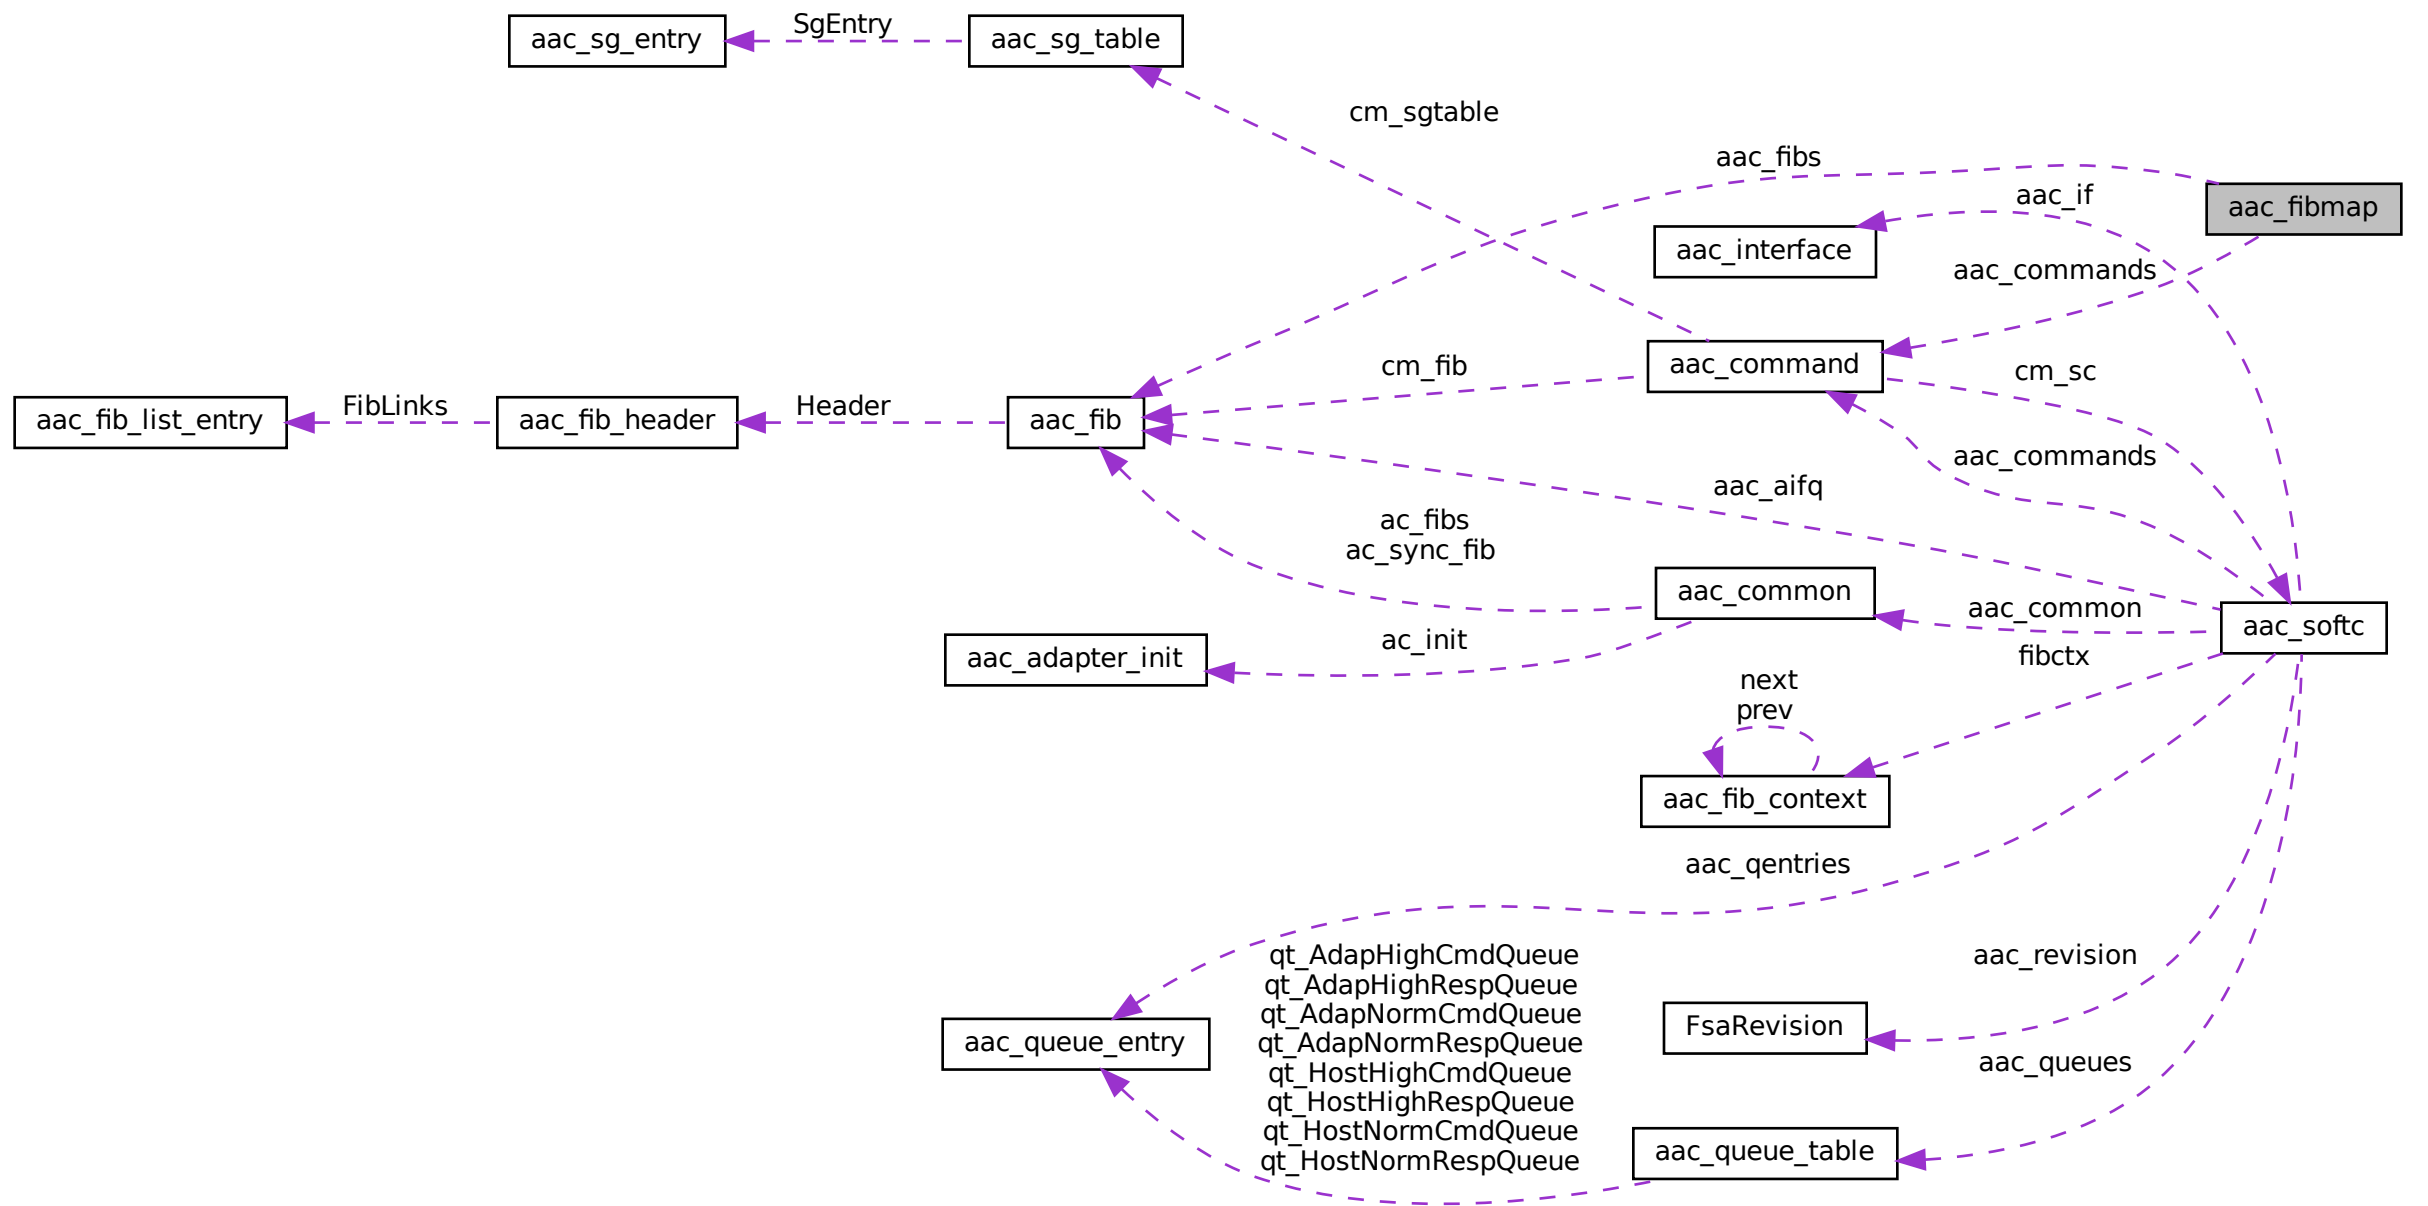 aac_sg_entry
SgEntry
aac_sg_table
cm_sgtable
aac_fibs
aac_if
aac_fibmap
aac_interface
aac_commands
cm_fib
aac_command
cm_sc
aac_fib_list_entry
FibLinks
aac_fib_header
Header
aac_fib
aac_commands
aac_aifq
ac_fibs
ac_sync_fib
aac_common
aac_common
aac_softc
aac_adapter_init
ac_init
fibctx
next
prev
aac_fib_context
aac_qentries
qt_AdapHighCmdQueue
qt_AdapHighRespQueue
qt_AdapNormCmdQueue
qt_AdapNormRespQueue
qt_HostHighCmdQueue
qt_HostHighRespQueue
qt_HostNormCmdQueue
qt_HostNormRespQueue
aac_revision
aac_queue_entry
FsaRevision
aac_queues
aac_queue_table